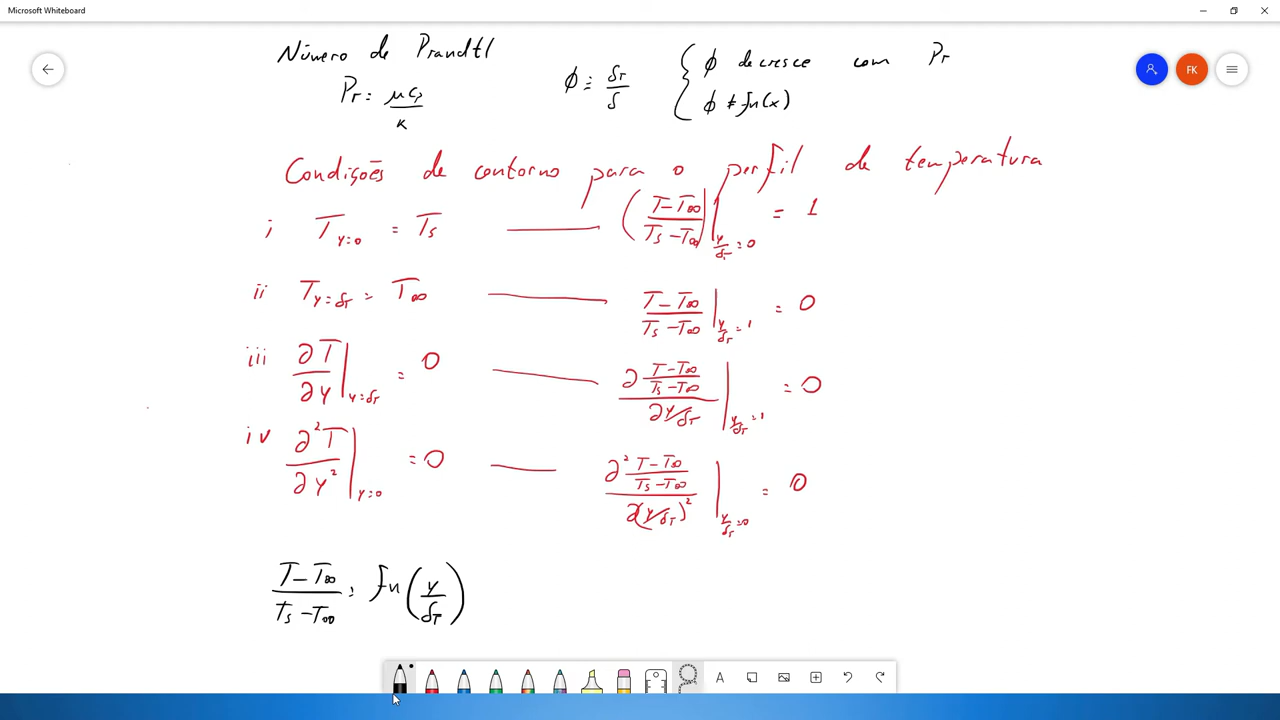 Microsoft Whiteboard
Número de Prandtl
Pr = μCp/K
φ = δT/δ { φ decresce com Pr
φ ≠ fn(x)
FK
Condições de contorno para o perfil de temperatura
i T y=0 = Ts —— (T-T∞/Ts-T∞)| y/δT=0 = 1
ii T y=δT = T∞ —— T-T∞/Ts-T∞ | y/δT=1 = 0
iii ∂T/∂y | y=δT = 0 —— ∂ (T-T∞/Ts-T∞) / ∂ y/δT | y/δT=1 = 0
iv ∂²T/∂y² | y=0 = 0 —— ∂² (T-T∞/Ts-T∞) / ∂(y/δT)² | y/δT=0 = 0
T-T∞/Ts-T∞ = fn(y/δT)
A